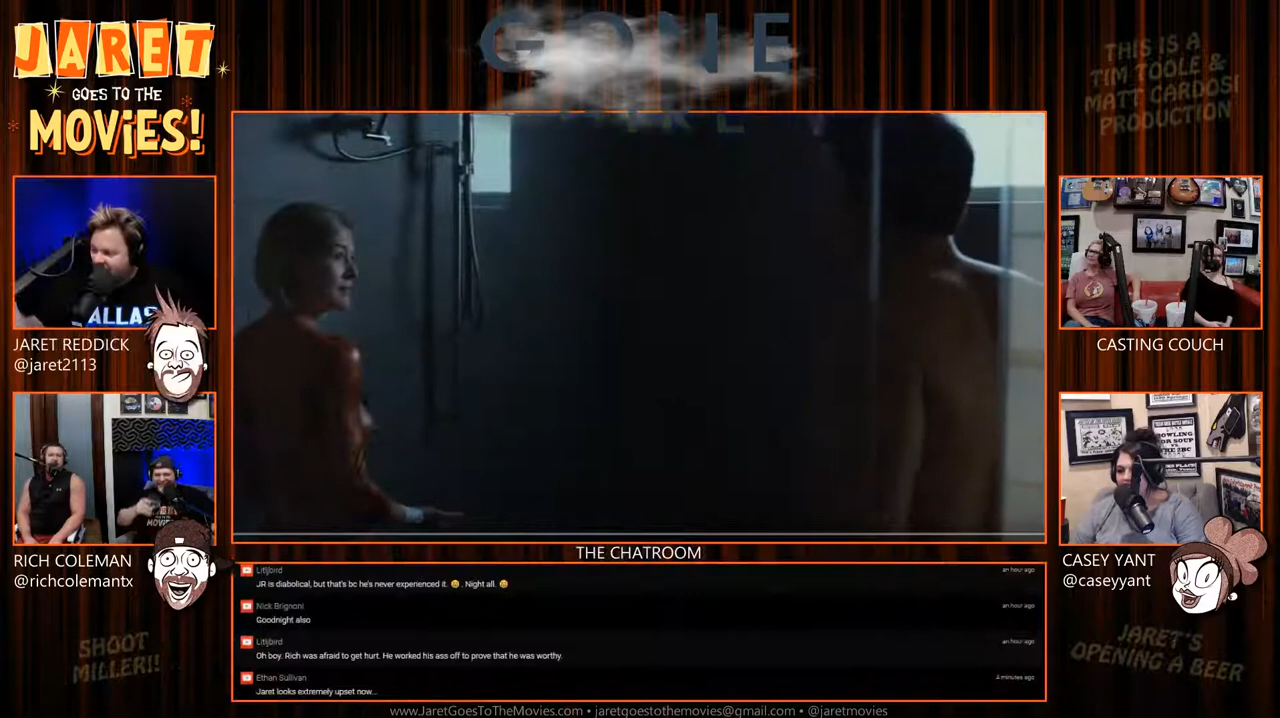 JARET
GOES TO THE
MOVIES!
GONE
THIS IS A
TIM TOOLE &
MATT CARDOSI
PRODUCTION
ALLAS
JARET REDDICK
@jaret2113
CASTING COUCH
RICH COLEMAN
@richcolemantx
CASEY YANT
@caseyyant
THE CHATROOM
Litljbird
an hour ago
JR is diabolical, but that's bc he's never experienced it. 😆 . Night all. 😆
Nick Brignoni
an hour ago
Goodnight also
Litljbird
an hour ago
Oh boy. Rich was afraid to get hurt. He worked his ass off to prove that he was worthy.
Ethan Sullivan
4 minutes ago
Jaret looks extremely upset now...
SHOOT
MILLER!!
JARET'S
OPENING A BEER
www.JaretGoesToTheMovies.com • jaretgoestothemovies@gmail.com • @jaretmovies